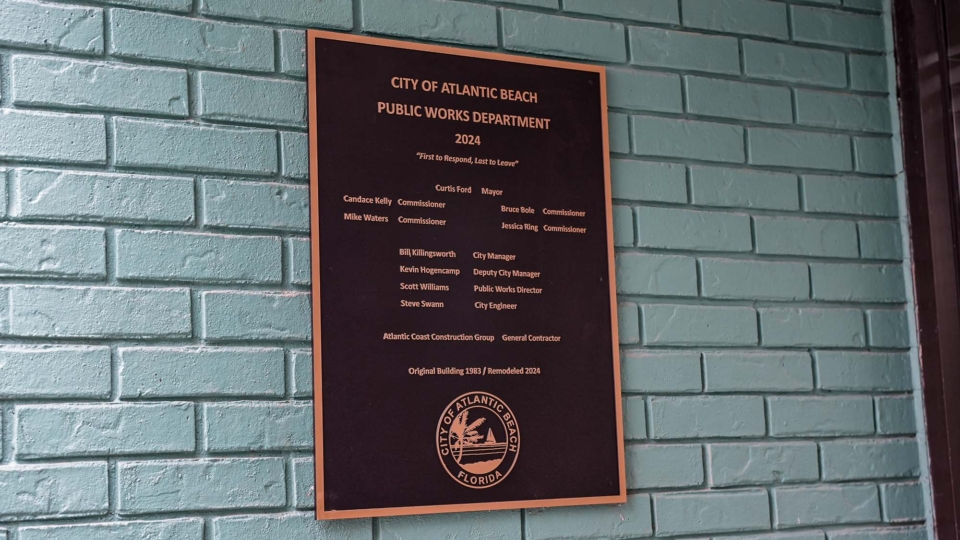 CITY OF ATLANTIC BEACH
PUBLIC WORKS DEPARTMENT
2024
"First to Respond, Last to Leave"
Curtis Ford Mayor
Candace Kelly Commissioner Bruce Bole Commissioner
Mike Waters Commissioner Jessica Ring Commissioner
Bill Killingsworth City Manager
Kevin Hogencamp Deputy City Manager
Scott Williams Public Works Director
Steve Swann City Engineer
Atlantic Coast Construction Group General Contractor
Original Building 1983 / Remodeled 2024
CITY OF ATLANTIC BEACH
FLORIDA